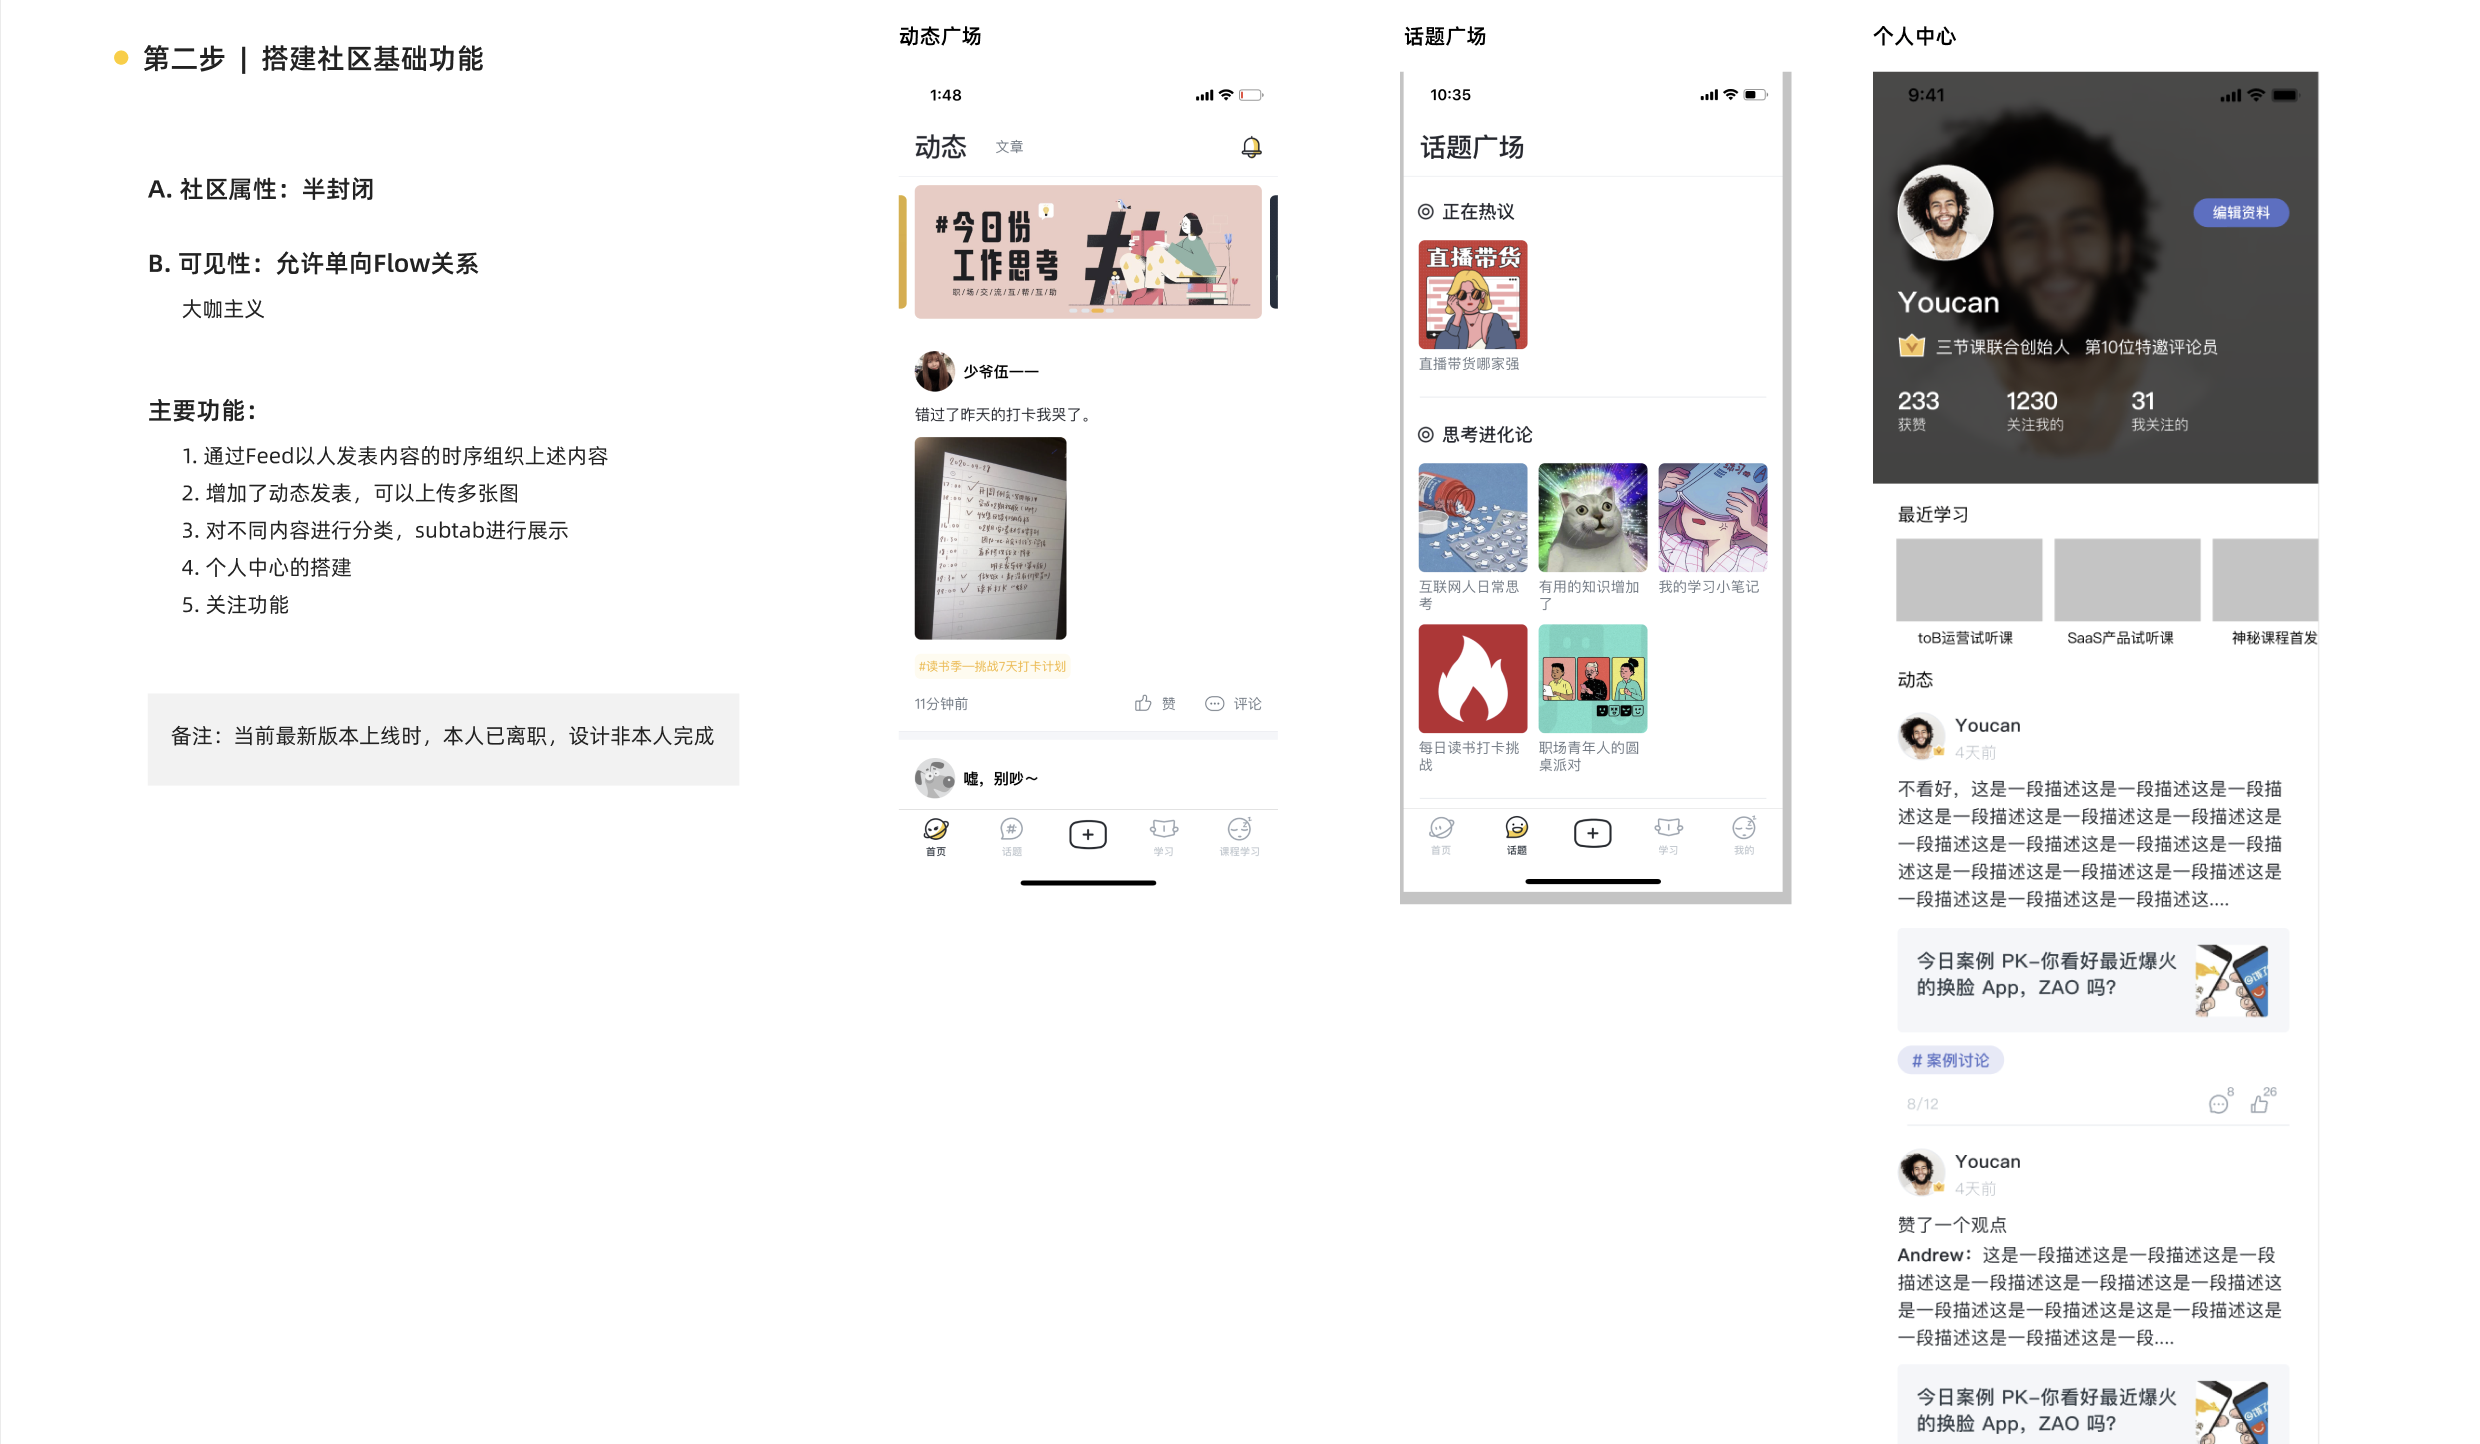 第二步 | 搭建社区基础功能
A. 社区属性：半封闭
B. 可见性：允许单向Flow关系
大咖主义
主要功能：
1. 通过Feed以人发表内容的时序组织上述内容
2. 增加了动态发表，可以上传多张图
3. 对不同内容进行分类，subtab进行展示
4. 个人中心的搭建
5. 关注功能
备注：当前最新版本上线时，本人已离职，设计非本人完成
动态广场
1:48
动态 文章
#今日份
工作思考
职/场/交/流/互/帮/互/助
少爷伍一一
错过了昨天的打卡我哭了。
#读书季—挑战7天打卡计划
11分钟前 赞 评论
嘘，别吵～
首页 话题 学习 课程学习
话题广场
10:35
话题广场
正在热议
直播带货
直播带货哪家强
思考进化论
互联网人日常思
考
有用的知识增加
了
我的学习小笔记
每日读书打卡挑
战
职场青年人的圆
桌派对
首页 话题 学习 我的
个人中心
9:41
编辑资料
Youcan
三节课联合创始人 第10位特邀评论员
233 1230 31
获赞 关注我的 我关注的
最近学习
toB运营试听课 SaaS产品试听课 神秘课程首发
动态
Youcan
4天前
不看好，这是一段描述这是一段描述这是一段描
述这是一段描述这是一段描述这是一段描述这是
一段描述这是一段描述这是一段描述这是一段描
述这是一段描述这是一段描述这是一段描述这是
一段描述这是一段描述这是一段描述这....
今日案例 PK–你看好最近爆火
的换脸 App，ZAO 吗？
# 案例讨论
8/12 8 26
Youcan
4天前
赞了一个观点
Andrew：这是一段描述这是一段描述这是一段
描述这是一段描述这是一段描述这是一段描述这
是一段描述这是一段描述这是这是一段描述这是
一段描述这是一段描述这是一段....
今日案例 PK–你看好最近爆火
的换脸 App，ZAO 吗？